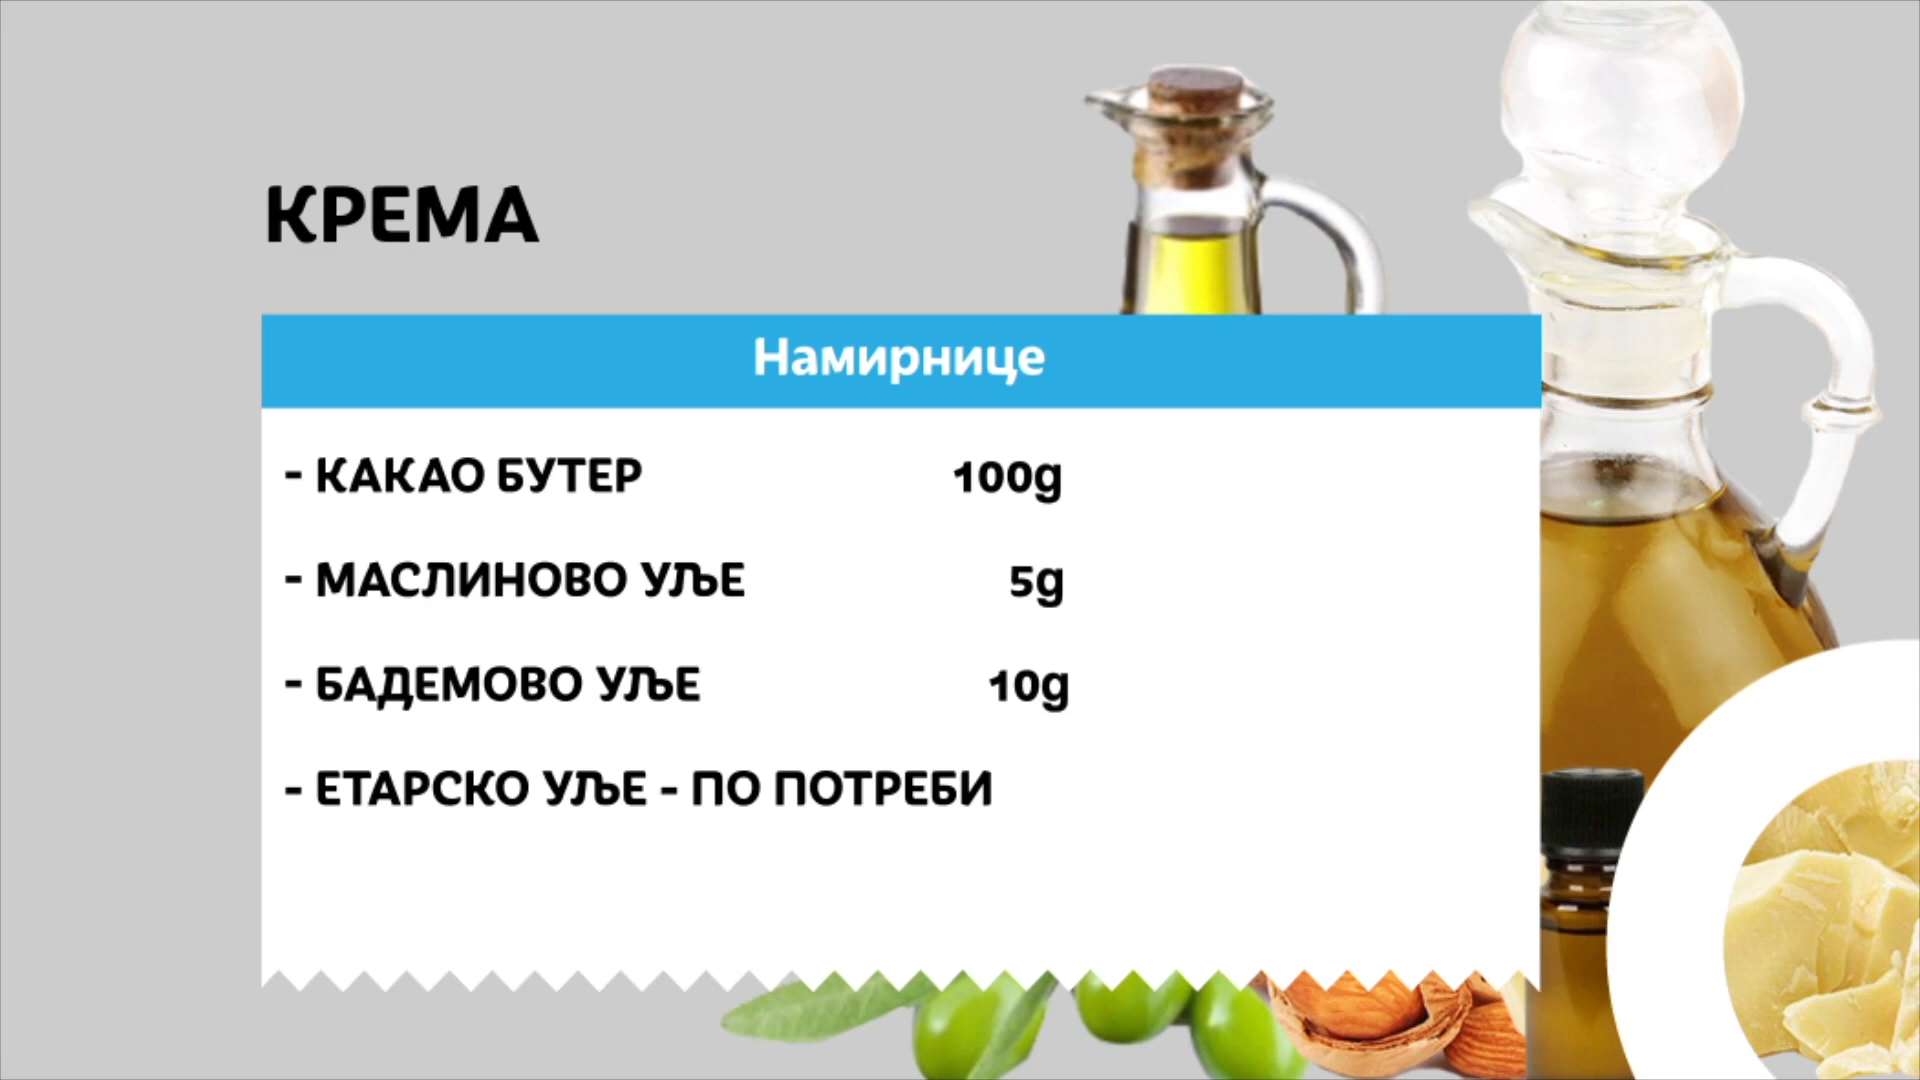 КРЕМА
Намирнице
- КАКАО БУТЕР 100g
- МАСЛИНОВО УЉЕ 5g
- БАДЕМОВО УЉЕ 10g
- ЕТАРСКО УЉЕ - ПО ПОТРЕБИ